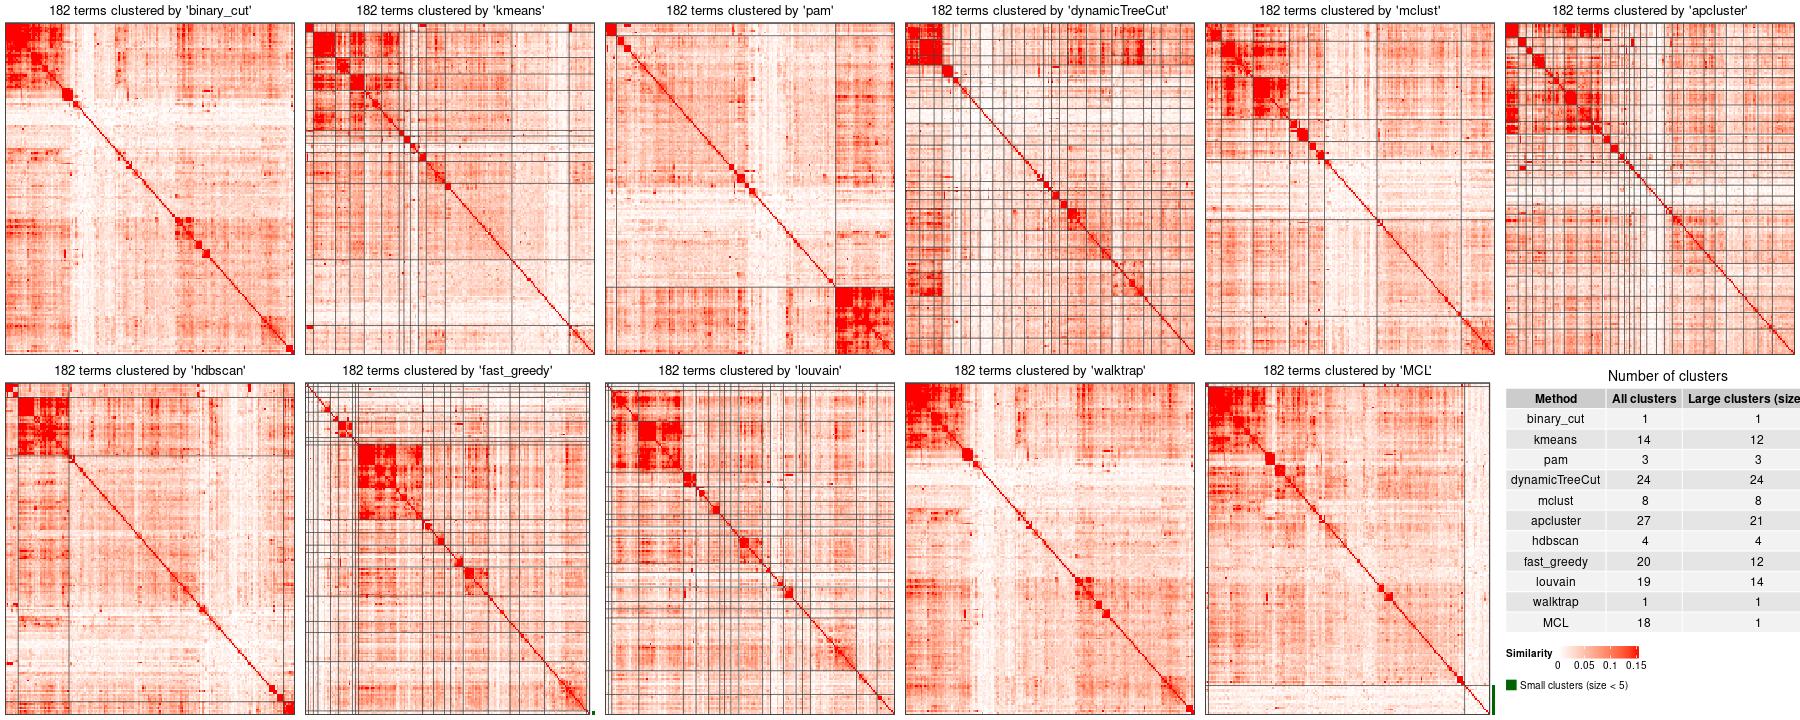 182 terms clustered by 'binary_cut'
182 terms clustered by 'kmeans'
182 terms clustered by 'pam'
182 terms clustered by 'dynamicTreeCut'
182 terms clustered by 'mclust'
182 terms clustered by 'apcluster'
182 terms clustered by 'hdbscan'
182 terms clustered by 'fast_greedy'
182 terms clustered by 'louvain'
182 terms clustered by 'walktrap'
182 terms clustered by 'MCL'
Number of clusters
Method All clusters Large clusters (size
binary_cut 1 1
kmeans 14 12
pam 3 3
dynamicTreeCut 24 24
mclust 8 8
apcluster 27 21
hdbscan 4 4
fast_greedy 20 12
louvain 19 14
walktrap 1 1
MCL 18 1
Similarity
0 0.05 0.1 0.15
Small clusters (size < 5)